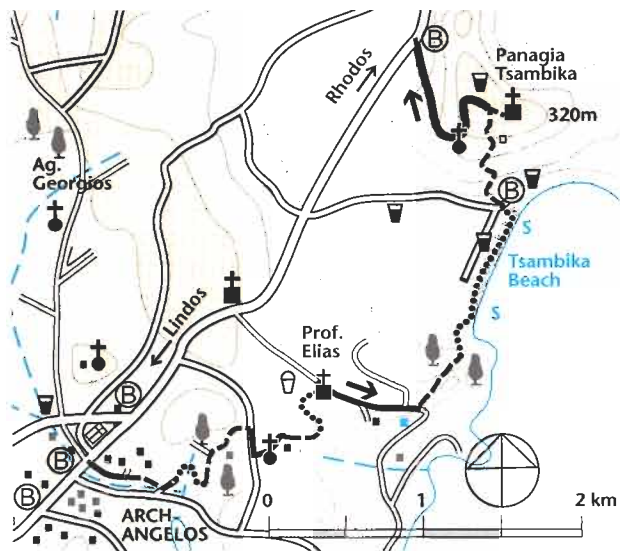 B
Panagia
Tsambika
Rhodos
320m
Ag.
Georgios
B
S
Tsambika
Beach
S
Lindos
Prof.
Elias
B
B
B
ARCH.
ANGELOS
0
1
2 km